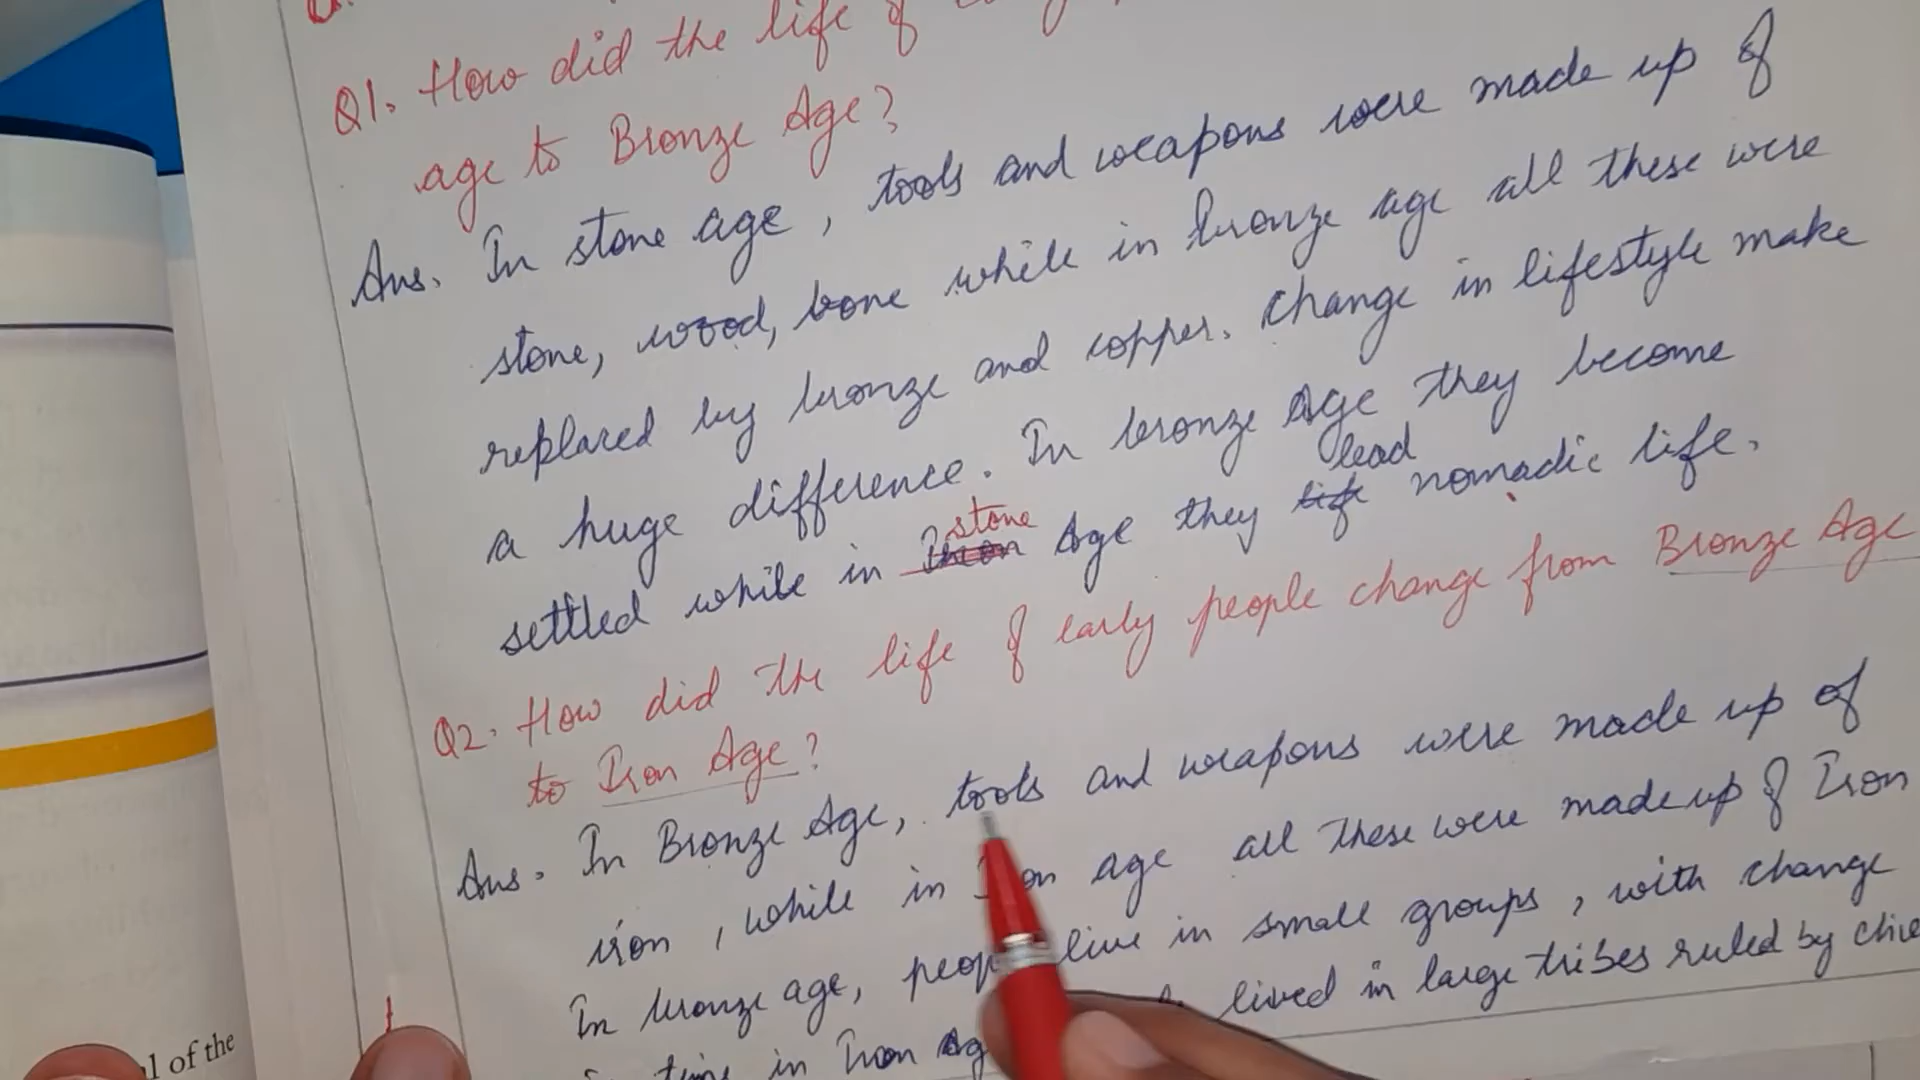 Q1. How did the life of
age to Bronze Age?
Ans. In stone age, tools and weapons were made up of
stone, wood, bone while in bronze age all these were
replaced by bronze and copper. Change in lifestyle make
a huge difference. In bronze Age they become
settled while in stone Age they lead nomadic life.
Q2. How did the life of early people change from Bronze Age
to Iron Age?
Ans. In Bronze Age, tools and weapons were made up of
iron, while in Iron age all these were made up of Iron
In bronze age, people live in small groups, with change
time in Iron Ag lived in large tribes ruled by chie
l of the